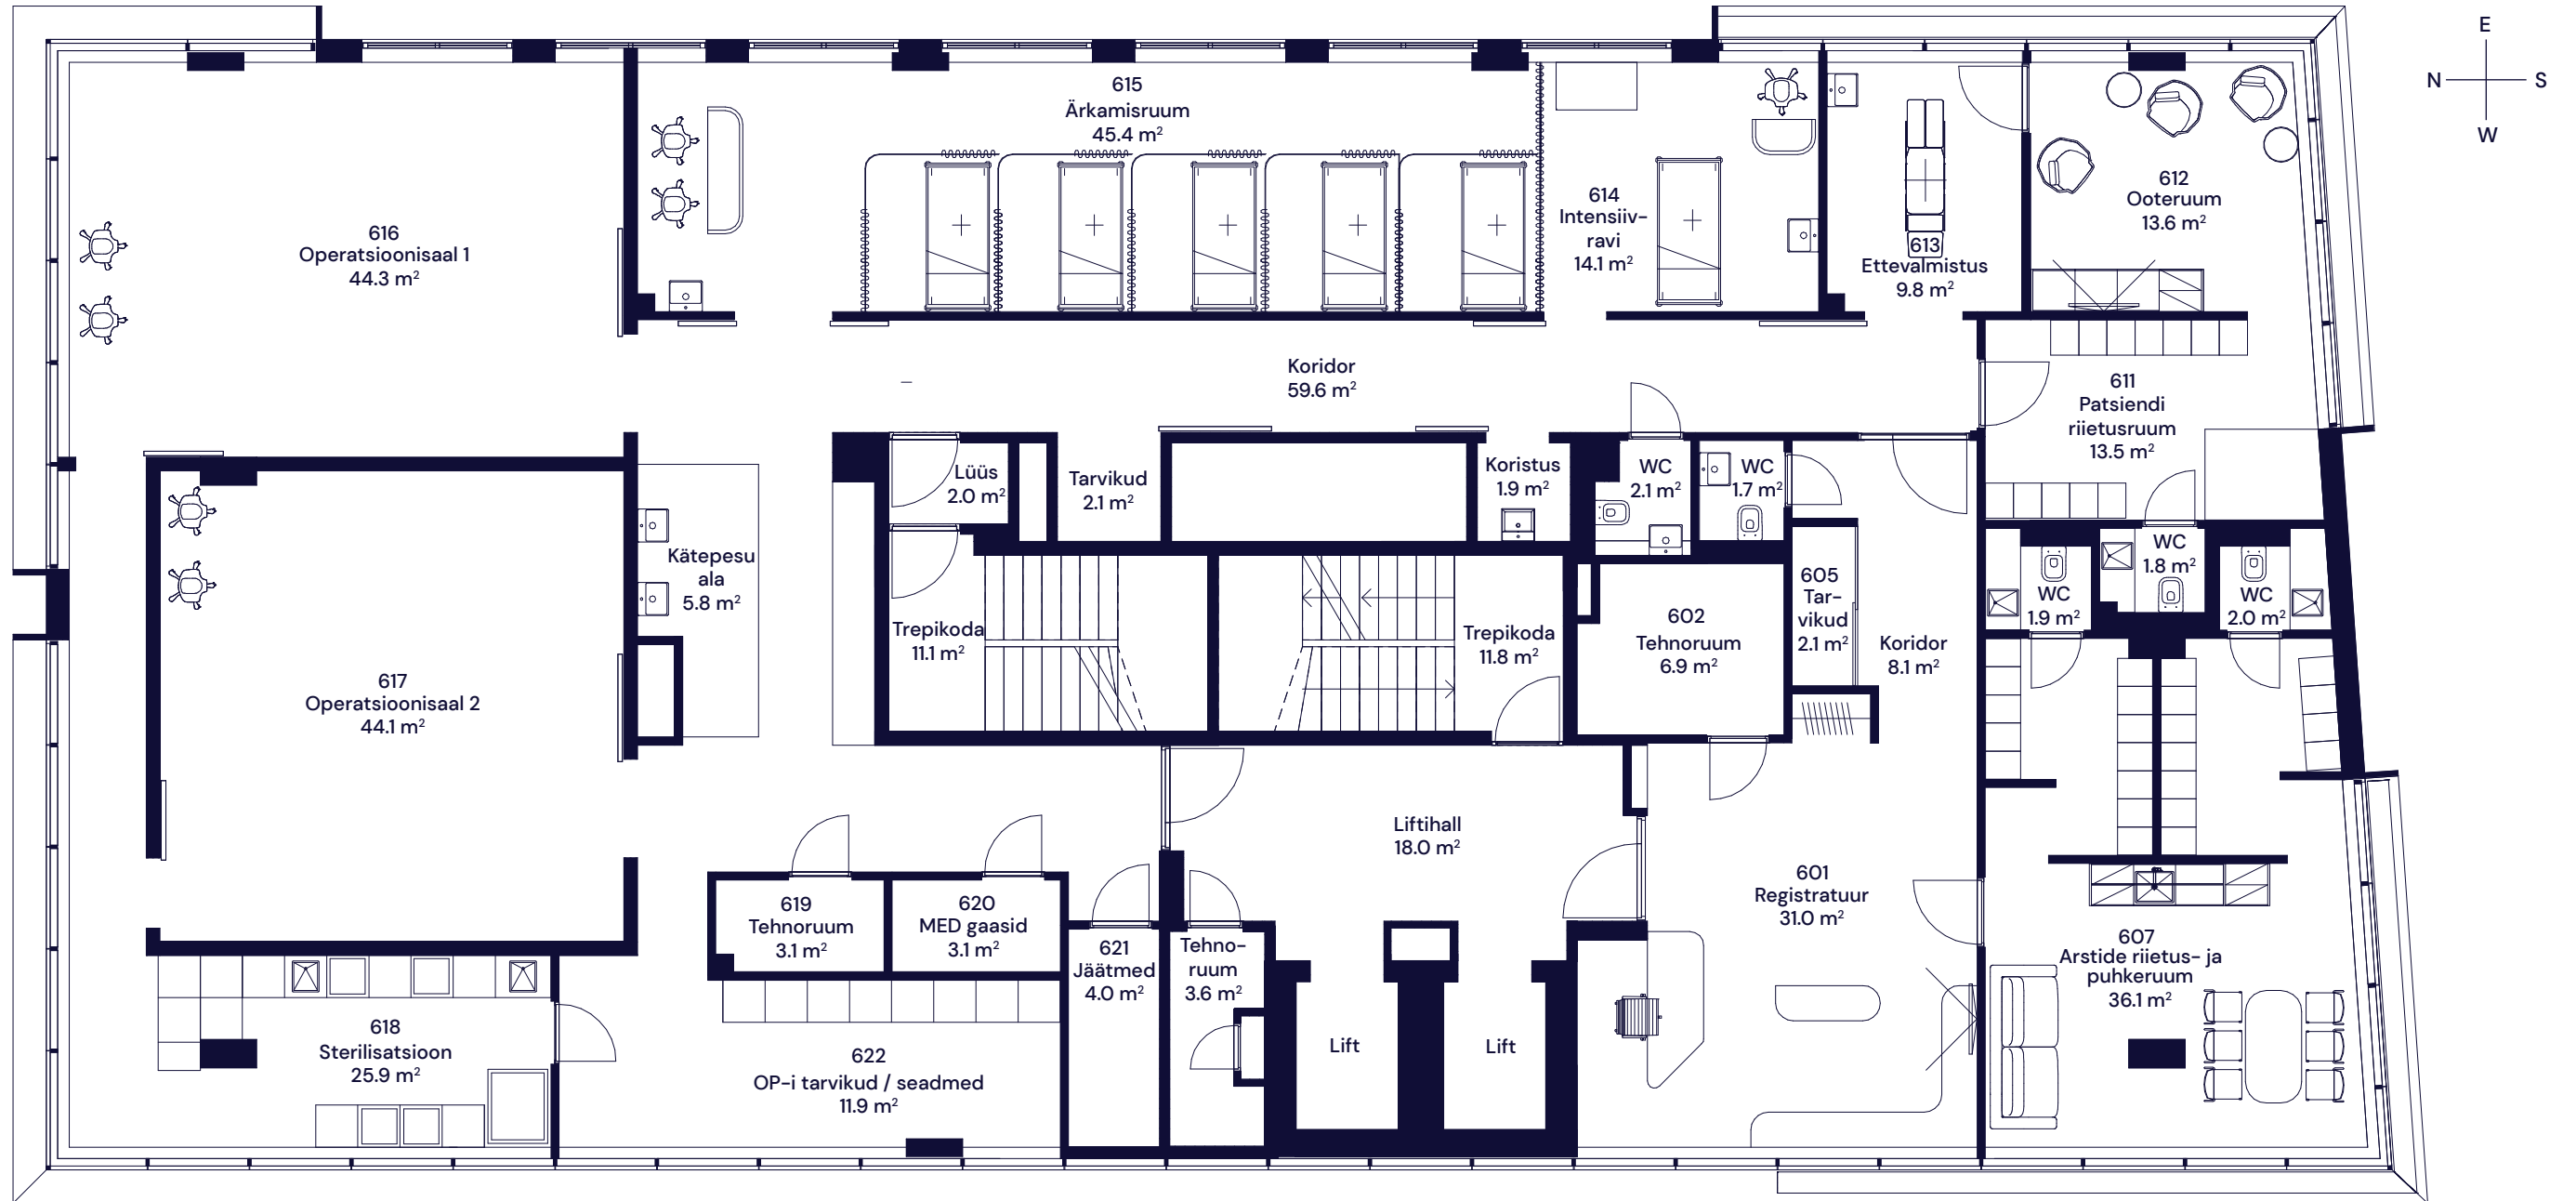 E
N
S
W
615
Ärkamisruum
45.4 m²
614
Intensiiv-
ravi
14.1 m²
613
Ettevalmistus
9.8 m²
612
Ooteruum
13.6 m²
616
Operatsioonisaal 1
44.3 m²
Koridor
59.6 m²
611
Patsiendi
riietusruum
13.5 m²
Lüüs
2.0 m²
Tarvikud
2.1 m²
Koristus
1.9 m²
WC
2.1 m²
WC
1.7 m²
Kätepesu
ala
5.8 m²
Trepikoda
11.1 m²
Trepikoda
11.8 m²
602
Tehnoruum
6.9 m²
605
Tar-
vikud
2.1 m²
Koridor
8.1 m²
WC
1.9 m²
WC
1.8 m²
WC
2.0 m²
617
Operatsioonisaal 2
44.1 m²
Liftihall
18.0 m²
601
Registratuur
31.0 m²
619
Tehnoruum
3.1 m²
620
MED gaasid
3.1 m²
621
Jäätmed
4.0 m²
Tehno-
ruum
3.6 m²
607
Arstide riietus- ja
puhkeruum
36.1 m²
618
Sterilisatsioon
25.9 m²
622
OP-i tarvikud / seadmed
11.9 m²
Lift
Lift